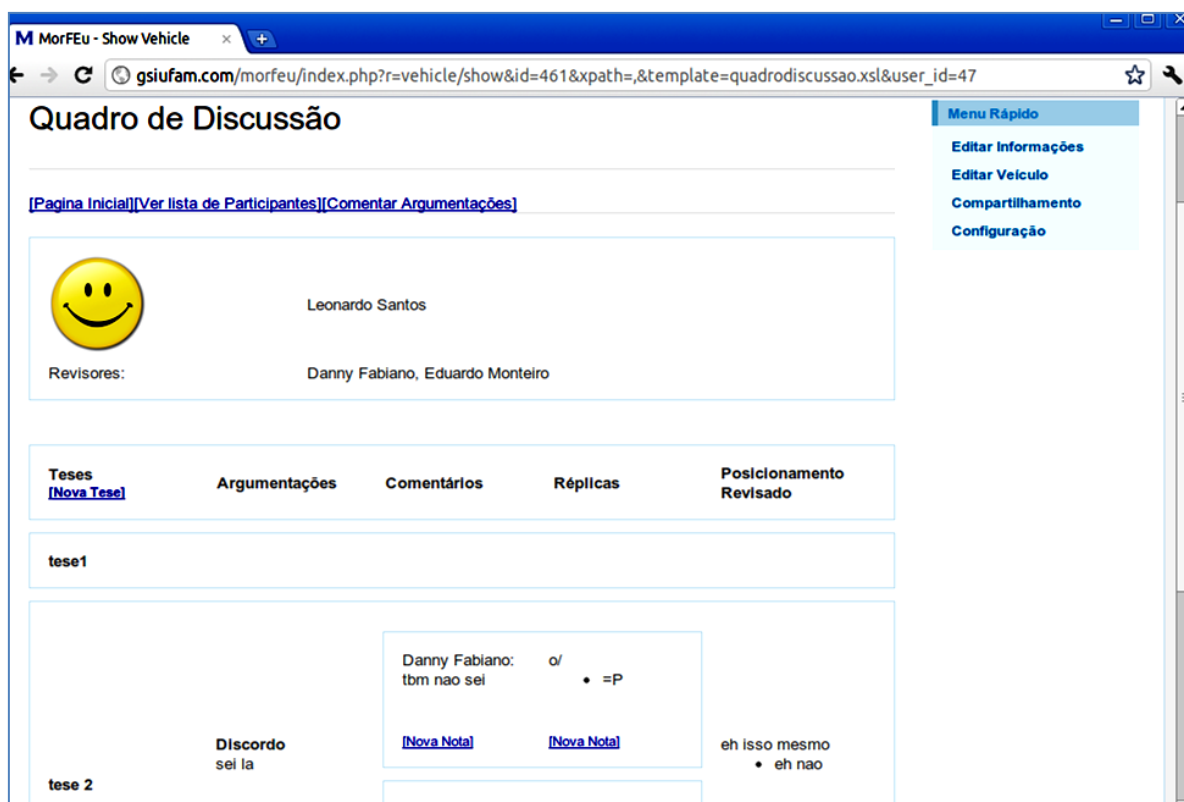 MorFEu - Show Vehicle
gsiufam.com/morfeu/index.php?r=vehicle/show&id=461&xpath=,&template=quadrodiscussao.xsl&user_id=47
Quadro de Discussão
[Pagina Inicial][Ver lista de Participantes][Comentar Argumentações]
Menu Rápido
Editar Informações
Editar Veículo
Compartilhamento
Configuração
Leonardo Santos
Revisores: Danny Fabiano, Eduardo Monteiro
Teses
[Nova Tese]
Argumentações
Comentários
Réplicas
Posicionamento
Revisado
tese1
tese 2
Discordo
sei la
Danny Fabiano:
tbm nao sei
[Nova Nota]
o/
• =P
[Nova Nota]
eh isso mesmo
• eh nao